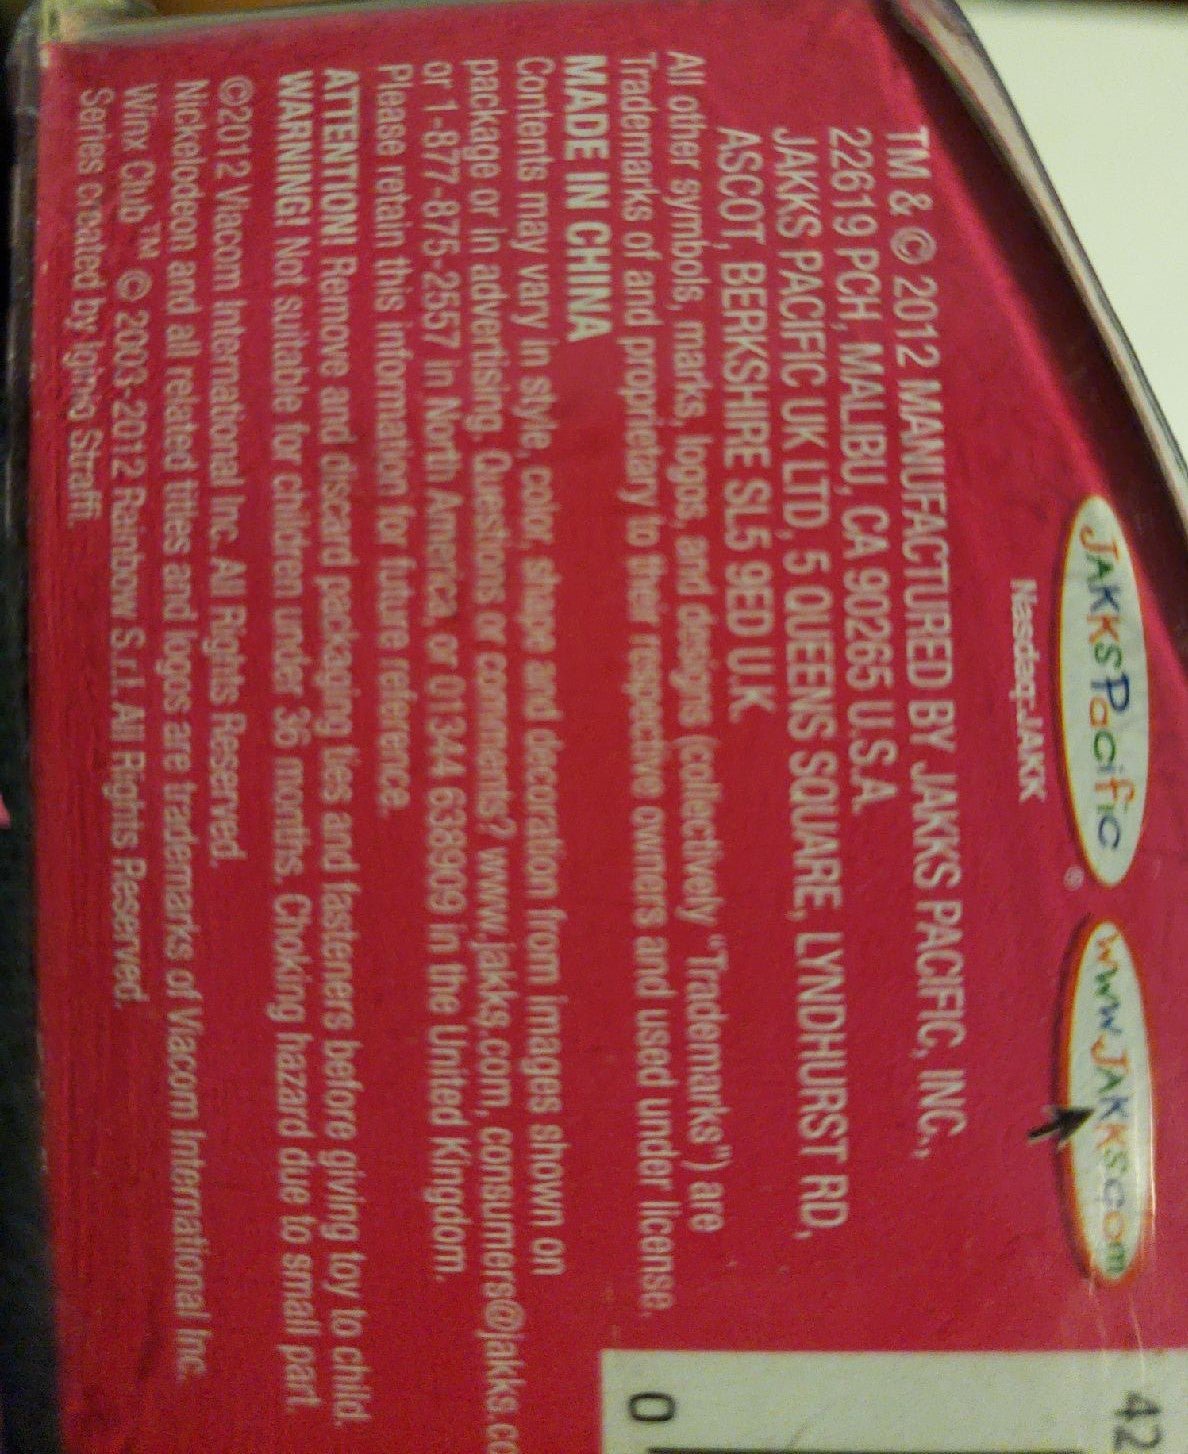 JAKKSPacific ®
www.JAKKScom
Nasdaq:JAKK
TM & © 2012 MANUFACTURED BY JAKKS PACIFIC, INC.,
22619 PCH, MALIBU, CA 90265 U.S.A.
JAKKS PACIFIC UK LTD, 5 QUEENS SQUARE, LYNDHURST RD,
ASCOT, BERKSHIRE SL5 9ED U.K.
All other symbols, marks, logos, and designs (collectively "Trademarks") are
Trademarks of and proprietary to their respective owners and used under license.
MADE IN CHINA
Contents may vary in style, color, shape and decoration from images shown on
package or in advertising. Questions or comments? www.jakks.com, consumers@jakks.co
or 1-877-875-2557 in North America, or 01344 638909 in the United Kingdom.
Please retain this information for future reference.
ATTENTION! Remove and discard packaging ties and fasteners before giving toy to child.
WARNING! Not suitable for children under 36 months. Choking hazard due to small part
©2012 Viacom International Inc. All Rights Reserved.
Nickelodeon and all related titles and logos are trademarks of Viacom International Inc.
Winx Club™ © 2003-2012 Rainbow S.r.l. All Rights Reserved.
Series created by Iginio Straffi.
42
0